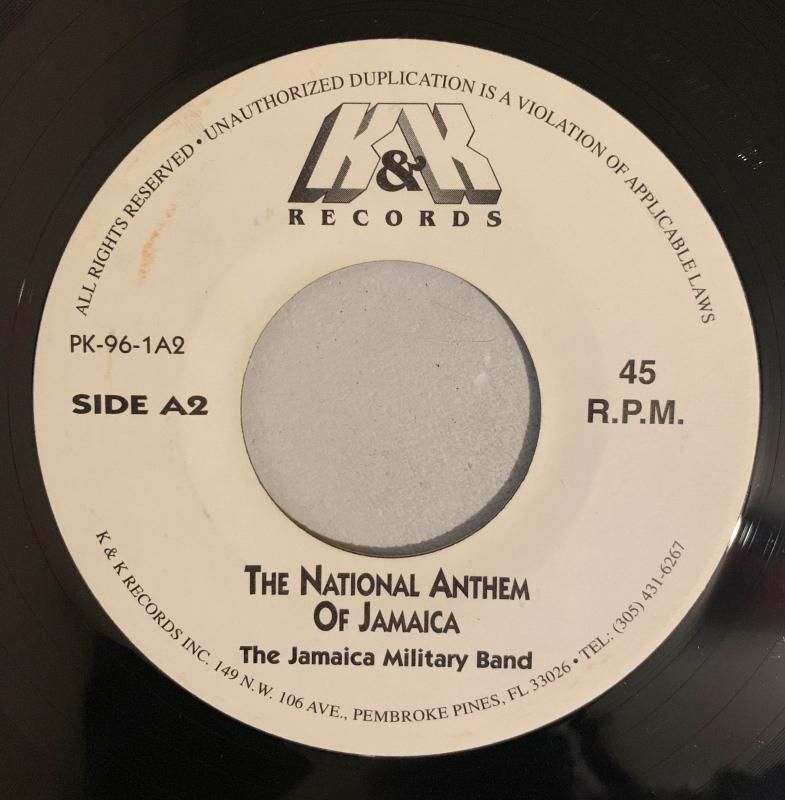 ALL RIGHTS RESERVED • UNAUTHORIZED DUPLICATION IS A VIOLATION OF APPLICABLE LAWS
K&K
RECORDS
PK-96-1A2
SIDE A2
45
R.P.M.
THE NATIONAL ANTHEM
OF JAMAICA
The Jamaica Military Band
K & K RECORDS INC. 149 N.W. 106 AVE., PEMBROKE PINES, FL 33026 • TEL: (305) 431-6267